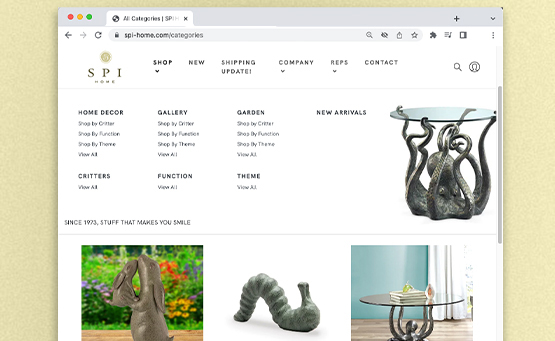 All Categories | SPI
spi-home.com/categories
SPI
HOME
SHOP
NEW
SHIPPING
UPDATE!
COMPANY
REPS
CONTACT
HOME DECOR
Shop by Critter
Shop By Function
Shop By Theme
View All
GALLERY
Shop by Critter
Shop By Function
Shop by Theme
View All
GARDEN
Shop by Critter
Shop By Function
Shop By Theme
View All
NEW ARRIVALS
CRITTERS
View All
FUNCTION
View All
THEME
View All
SINCE 1973, STUFF THAT MAKES YOU SMILE